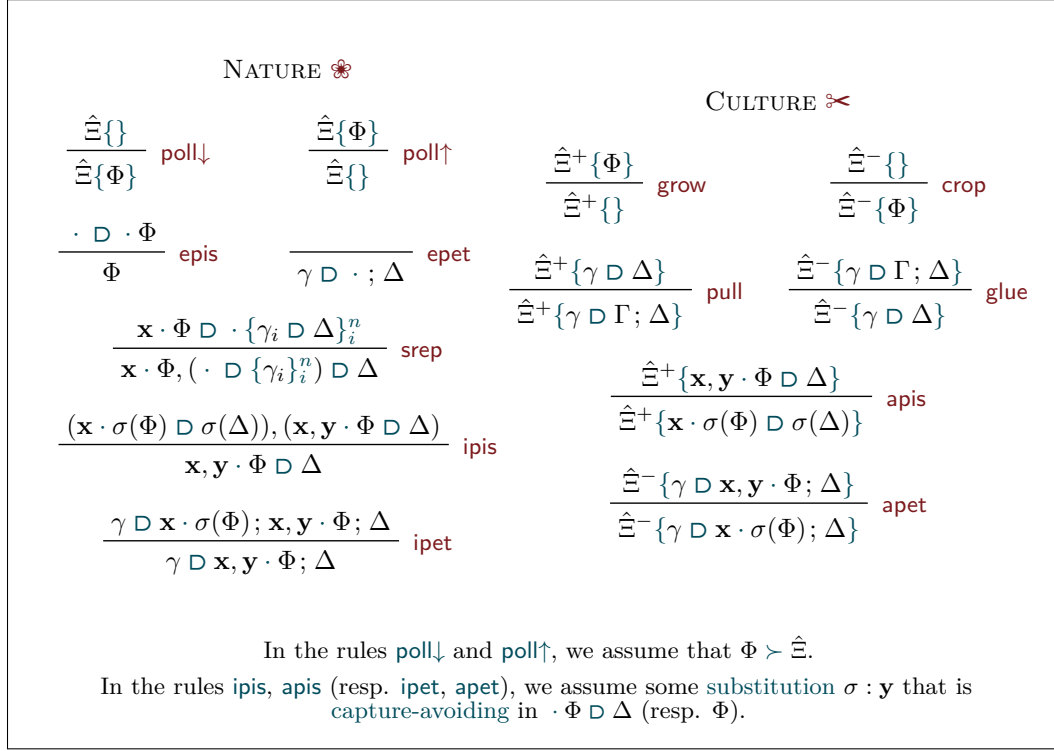 NATURE ❀
Ξ̂{}
Ξ̂{Φ} poll↓
Ξ̂{Φ}
Ξ̂{} poll↑
· ⊃ · Φ
Φ epis
γ ⊃ · ; Δ epet
x · Φ ⊃ · {γᵢ ⊃ Δ}ᵢⁿ
x · Φ, ( · ⊃ {γᵢ}ᵢⁿ) ⊃ Δ srep
(x · σ(Φ) ⊃ σ(Δ)), (x, y · Φ ⊃ Δ)
x, y · Φ ⊃ Δ ipis
γ ⊃ x · σ(Φ) ; x, y · Φ ; Δ
γ ⊃ x, y · Φ ; Δ ipet
CULTURE ✂
Ξ̂⁺{Φ}
Ξ̂⁺{} grow
Ξ̂⁻{}
Ξ̂⁻{Φ} crop
Ξ̂⁺{γ ⊃ Δ}
Ξ̂⁺{γ ⊃ Γ ; Δ} pull
Ξ̂⁻{γ ⊃ Γ ; Δ}
Ξ̂⁻{γ ⊃ Δ} glue
Ξ̂⁺{x, y · Φ ⊃ Δ}
Ξ̂⁺{x · σ(Φ) ⊃ σ(Δ)} apis
Ξ̂⁻{γ ⊃ x, y · Φ ; Δ}
Ξ̂⁻{γ ⊃ x · σ(Φ) ; Δ} apet
In the rules poll↓ and poll↑, we assume that Φ ≻ Ξ̂.
In the rules ipis, apis (resp. ipet, apet), we assume some substitution σ : y that is
capture-avoiding in · Φ ⊃ Δ (resp. Φ).